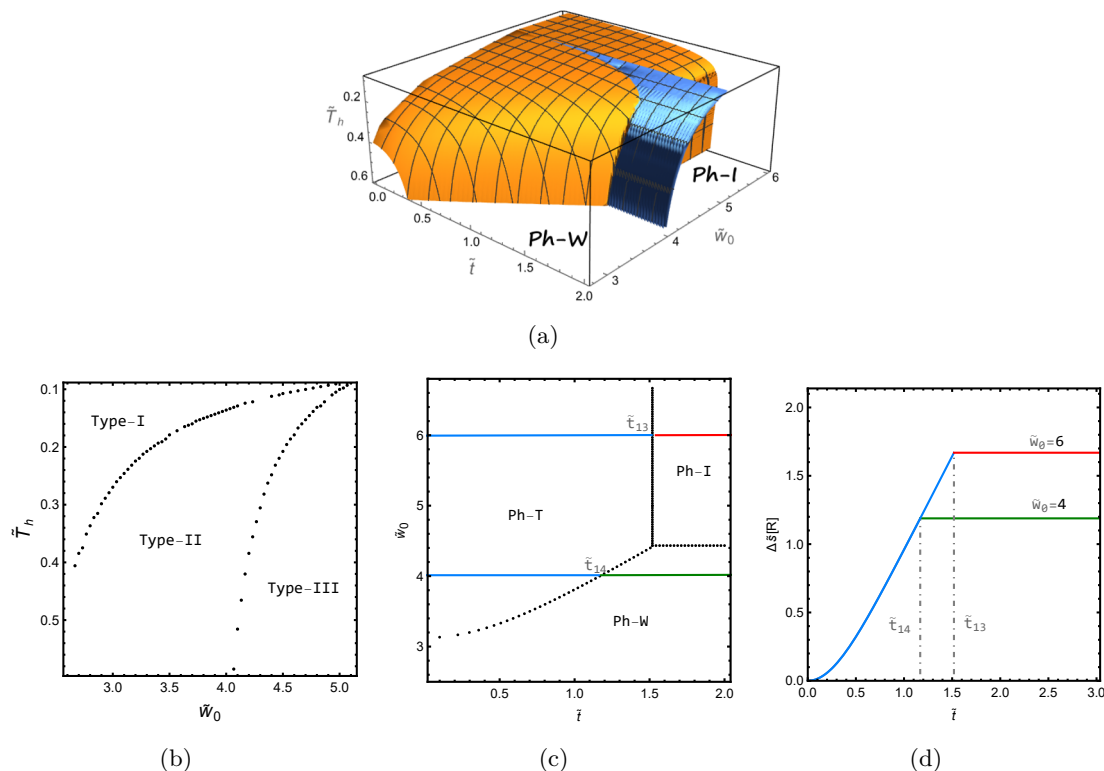 0.2
T̃h
0.4
0.6
0.0
0.5
1.0
1.5
2.0
t̃
Ph-W
Ph-I
3
4
5
6
w̃0
(a)
0.1
0.2
0.3
0.4
0.5
T̃h
Type-I
Type-II
Type-III
3.0 3.5 4.0 4.5 5.0
w̃0
(b)
6
5
4
3
w̃0
t̃13
Ph-I
Ph-T
t̃14
Ph-W
0.0 0.5 1.0 1.5 2.0
t̃
(c)
2.0
1.5
1.0
0.5
0.0
Δs̃[R]
w̃0=6
w̃0=4
t̃14
t̃13
0.0 0.5 1.0 1.5 2.0 2.5 3.0
t̃
(d)